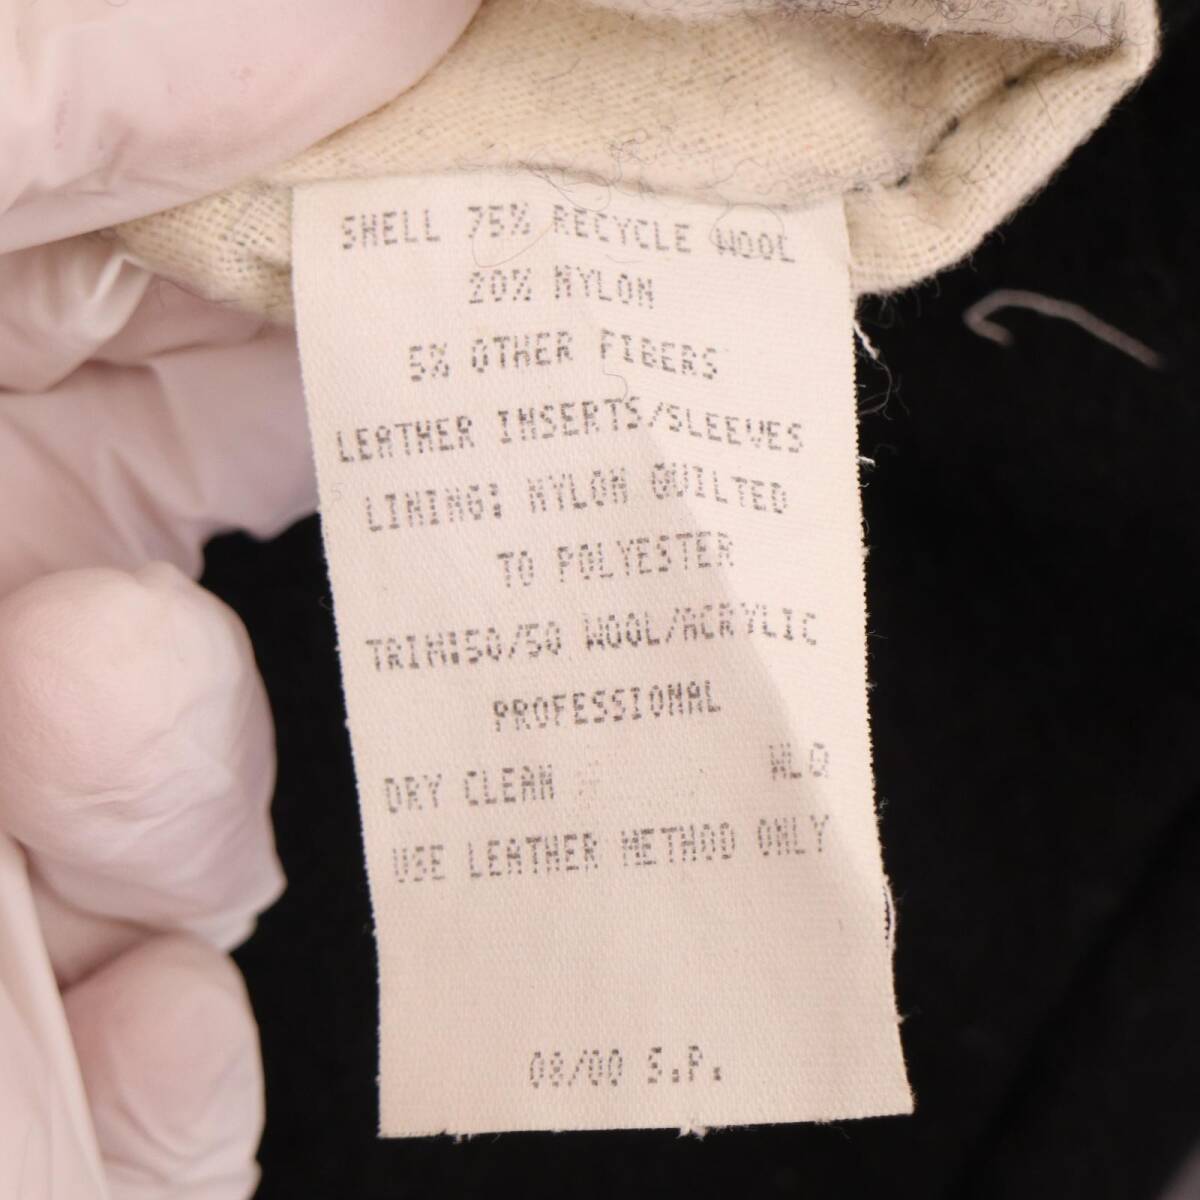 SHELL 75% RECYCLE WOOL
20% NYLON
5% OTHER FIBERS
LEATHER INSERTS/SLEEVES
LINING: NYLON QUILTED
TO POLYESTER
TRIM:50/50 WOOL/ACRYLIC
PROFESSIONAL
DRY CLEAN WLQ
USE LEATHER METHOD ONLY
08/00 S.P.